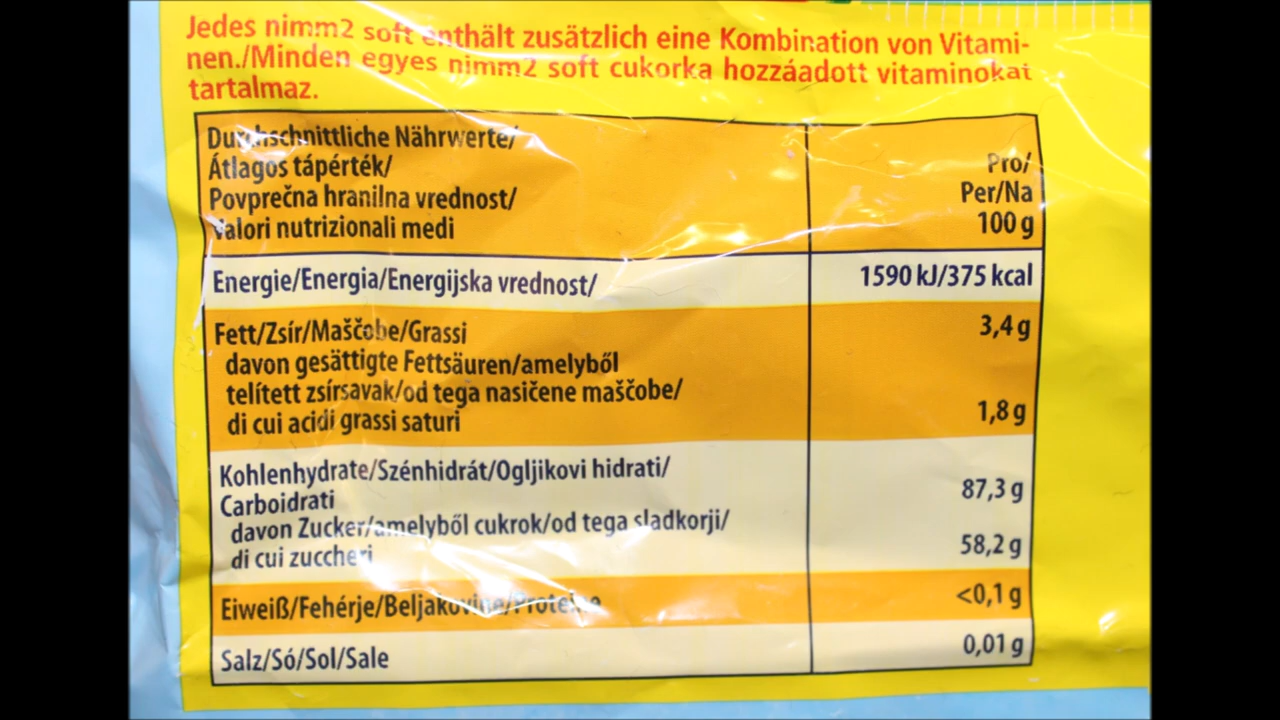 Jedes nimm2 soft enthält zusätzlich eine Kombination von Vitami-
nen./Minden egyes nimm2 soft cukorka hozzáadott vitaminokat
tartalmaz.
Durchschnittliche Nährwerte/
Átlagos tápérték/
Povprečna hranilna vrednost/
Valori nutrizionali medi
Pro/
Per/Na
100 g
Energie/Energia/Energijska vrednost/ 1590 kJ/375 kcal
Fett/Zsír/Maščobe/Grassi 3,4 g
davon gesättigte Fettsäuren/amelyből
telített zsírsavak/od tega nasičene maščobe/
di cui acidi grassi saturi 1,8 g
Kohlenhydrate/Szénhidrát/Ogljikovi hidrati/
Carboidrati 87,3 g
davon Zucker/amelyből cukrok/od tega sladkorji/
di cui zuccheri 58,2 g
Eiweiß/Fehérje/Beljakovine/Proteine <0,1 g
Salz/Só/Sol/Sale 0,01 g